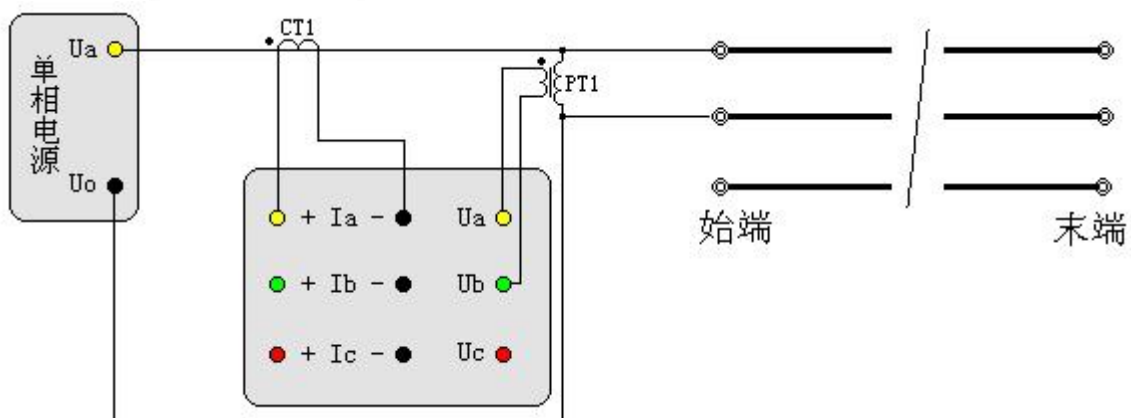 CT1
Ua
PT1
单相电源
Uo
+ Ia - Ua
始端 末端
+ Ib - Ub
+ Ic - Uc